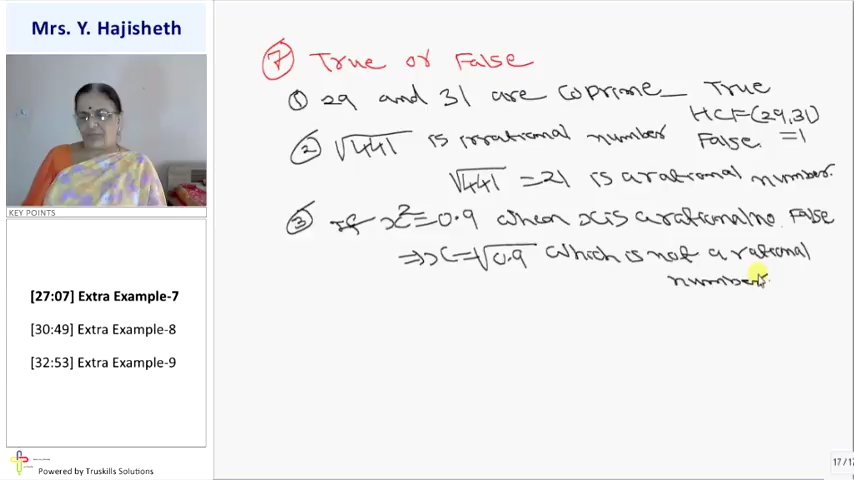 Mrs. Y. Hajisheth
KEY POINTS
[27:07] Extra Example-7
[30:49] Extra Example-8
[32:53] Extra Example-9
Powered by Truskills Solutions
⑦ True or False
① 29 and 31 are coprime - True
HCF(29,31)
=1
② √441 is irrational number False.
√441 = 21 is a rational number.
③ x²=0.9 when x is a rational no. False
⇒ x=√0.9 which is not a rational
number.
17/17